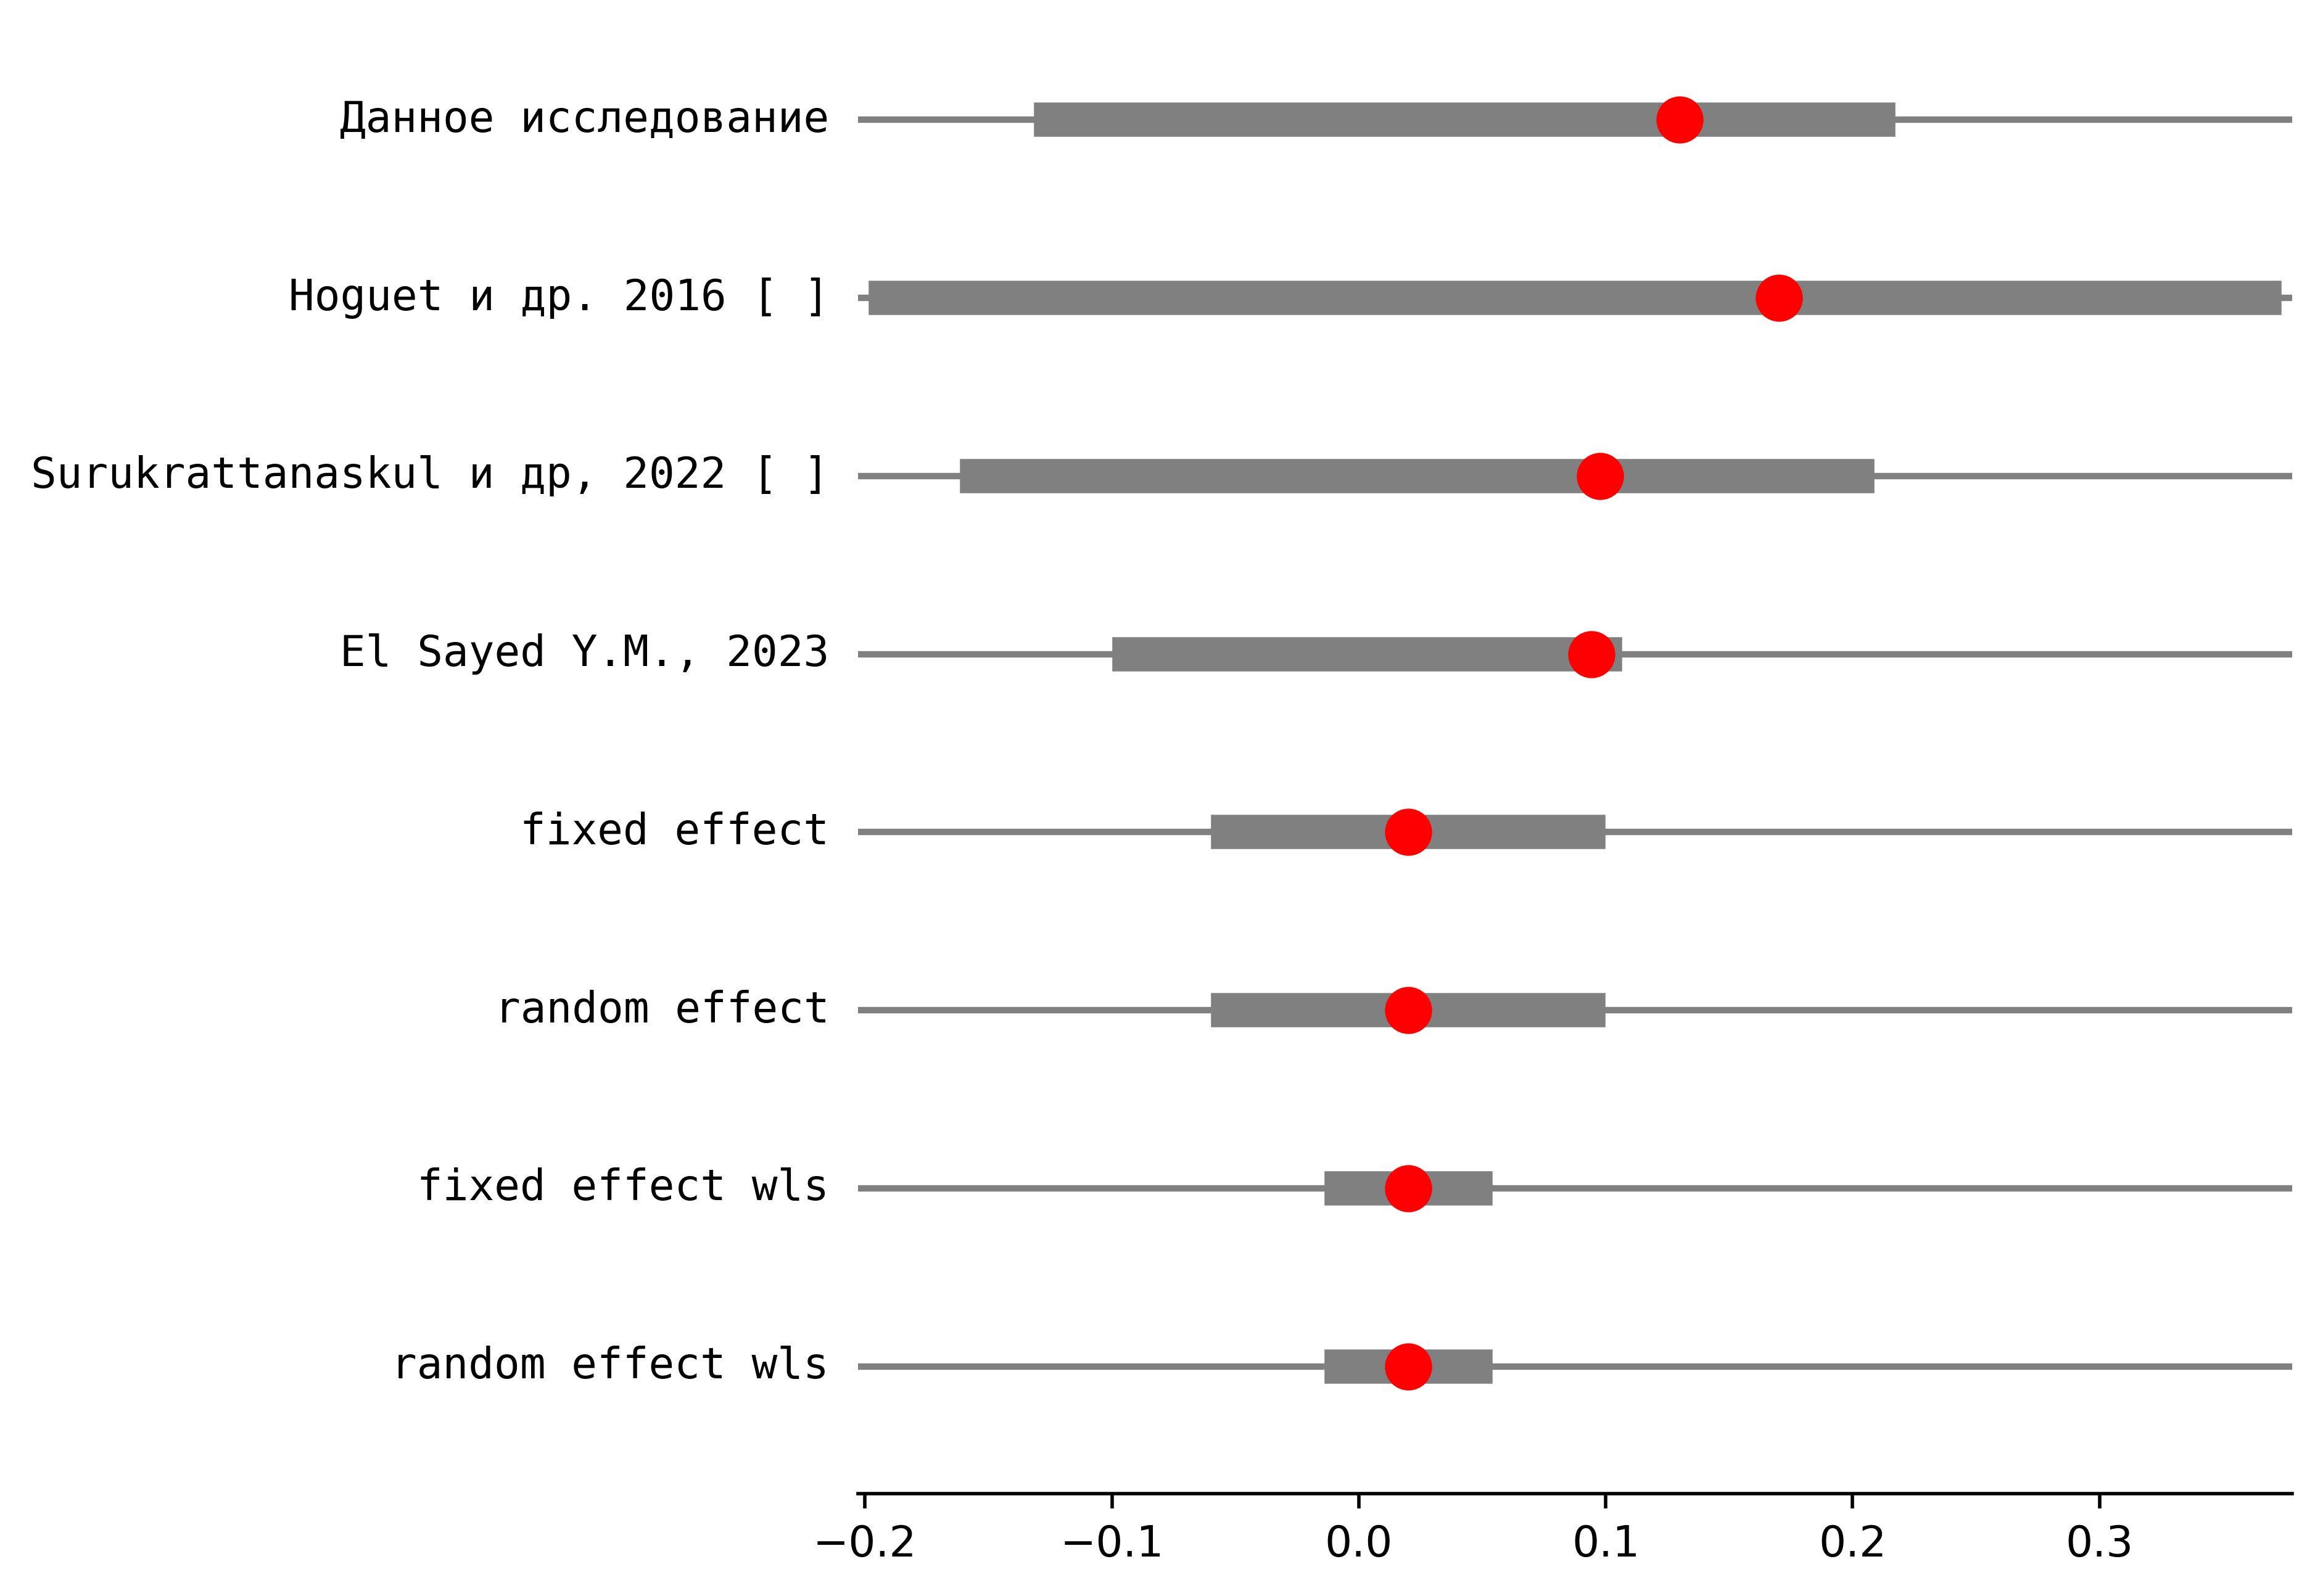 Данное исследование
Hoguet и др. 2016 [ ]
Surukrattanaskul и др, 2022 [ ]
El Sayed Y.M., 2023
fixed effect
random effect
fixed effect wls
random effect wls
−0.2 −0.1 0.0 0.1 0.2 0.3